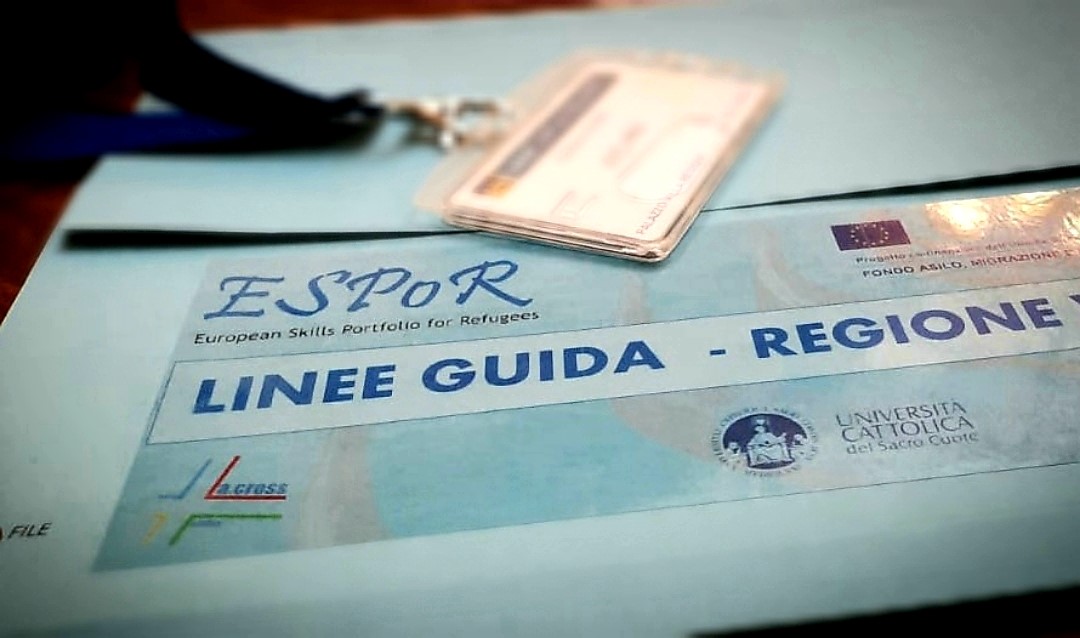 ESPoR
European Skills Portfolio for Refugees
FONDO ASILO, MIGRAZIONE
LINEE GUIDA - REGIONE
UNIVERSITÀ
CATTOLICA
del Sacro Cuore
a.cross
FILE